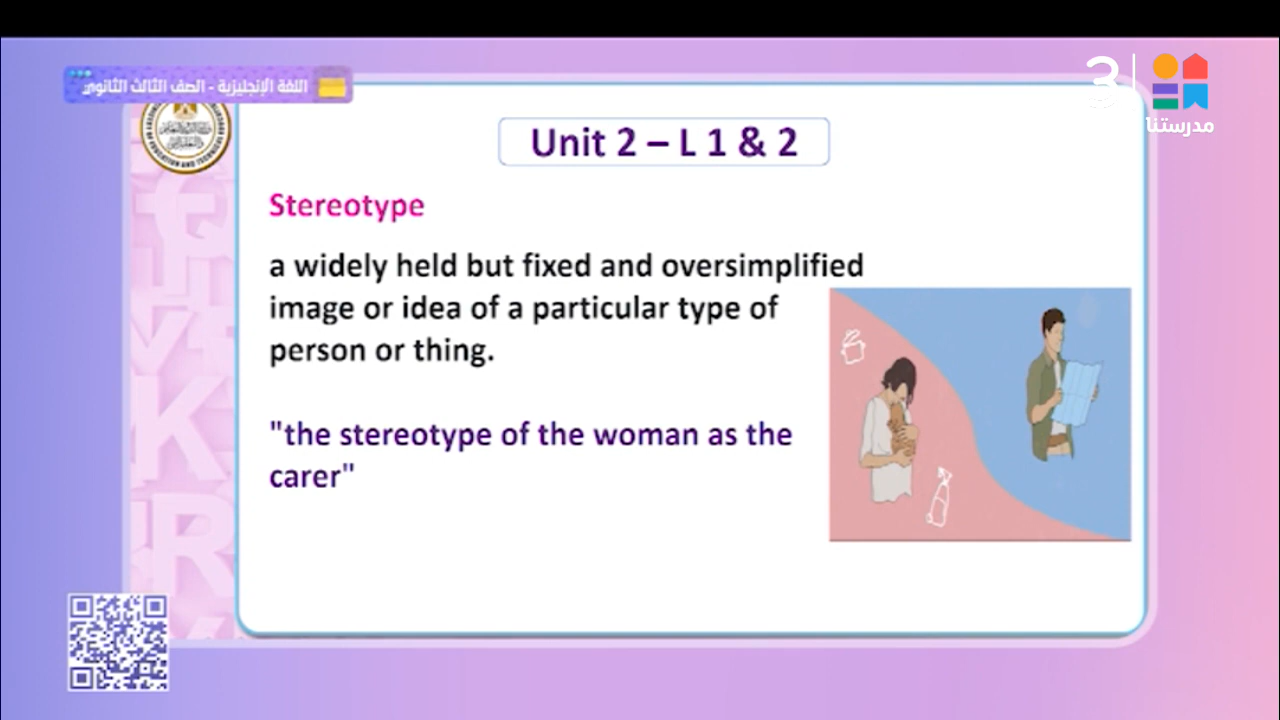 اللغة الإنجليزية - الصف الثالث الثانوي
3
مدرستنا
Unit 2 – L 1 & 2
Stereotype
a widely held but fixed and oversimplified
image or idea of a particular type of
person or thing.
"the stereotype of the woman as the
carer"